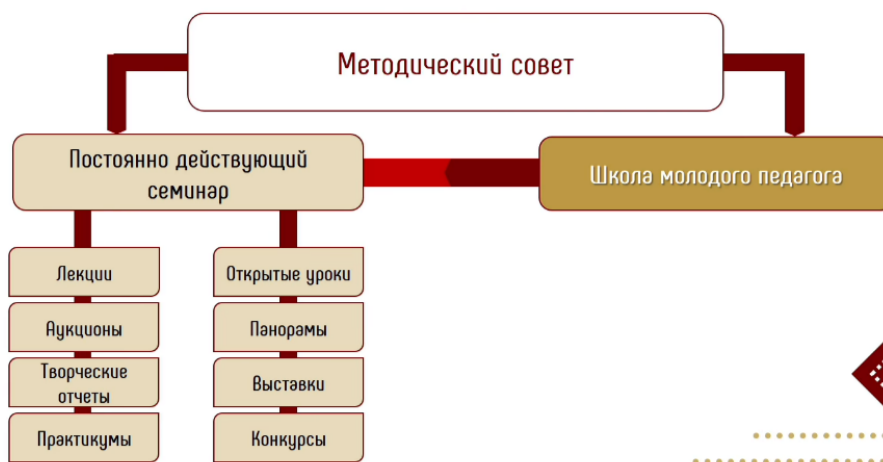 Методический совет
Постоянно действующий
семинар
Школа молодого педагога
Лекции
Аукционы
Творческие
отчеты
Практикумы
Открытые уроки
Панорамы
Выставки
Конкурсы